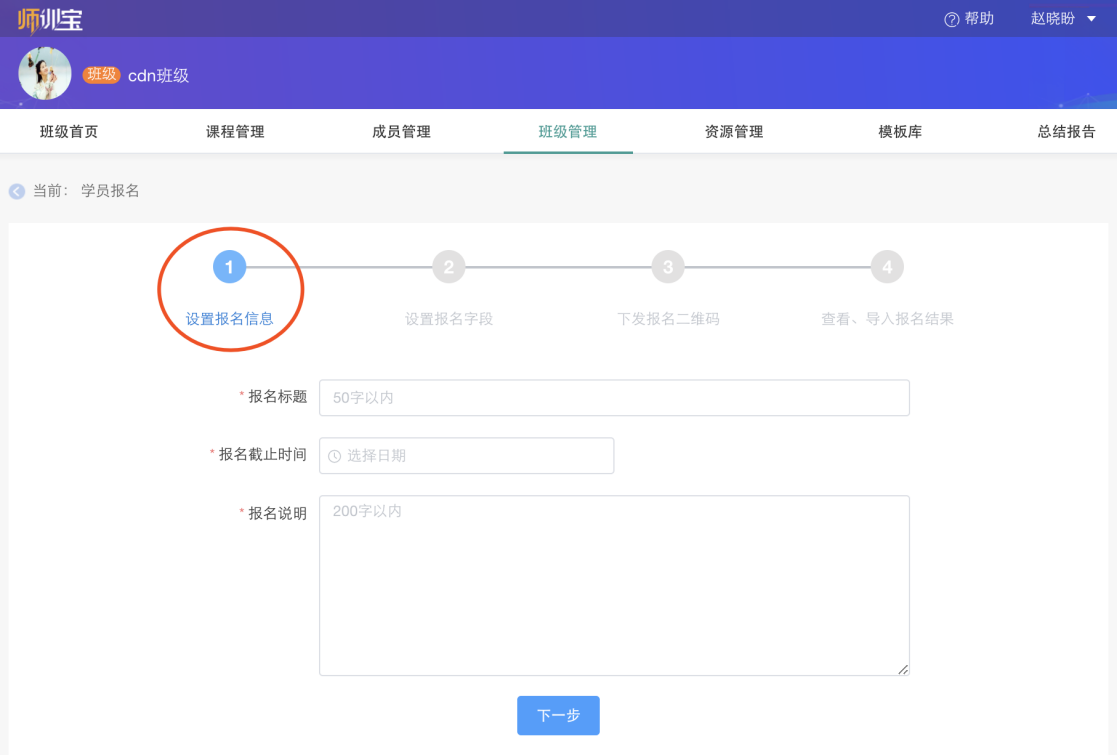 师训宝
帮助 赵晓盼
班级 cdn班级
班级首页 课程管理 成员管理 班级管理 资源管理 模板库 总结报告
当前： 学员报名
1 2 3 4
设置报名信息 设置报名字段 下发报名二维码 查看、导人报名结果
* 报名标题 50字以内
* 报名截止时间 选择日期
* 报名说明 200字以内
下一步